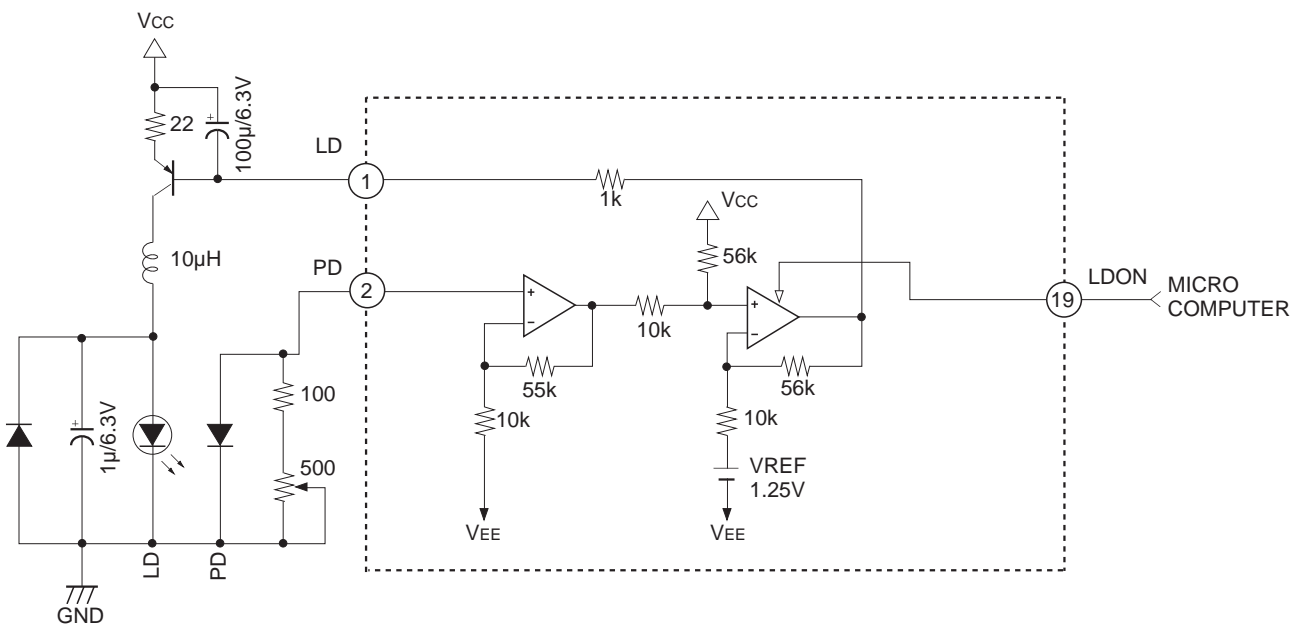 VCC
22
+
100µ/6.3V
LD
1
1k
VCC
56k
10µH
PD
2
+
−
10k
+
−
19
LDON
MICRO
COMPUTER
55k
56k
100
10k
10k
+
1µ/6.3V
500
VREF
1.25V
VEE
VEE
LD
PD
GND